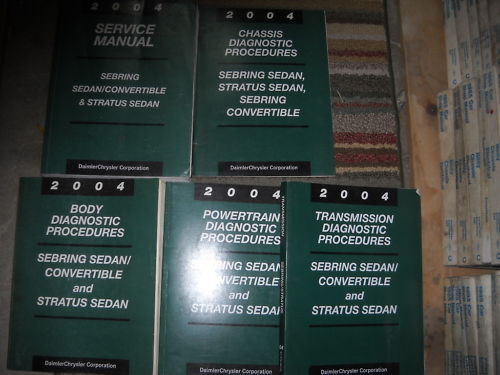 2004
SERVICE
MANUAL
SEBRING
SEDAN/CONVERTIBLE
& STRATUS SEDAN
DaimlerChrysler Corporation
2004
CHASSIS
DIAGNOSTIC
PROCEDURES
SEBRING SEDAN,
STRATUS SEDAN,
SEBRING
CONVERTIBLE
DaimlerChrysler Corporation
2004
BODY
DIAGNOSTIC
PROCEDURES
SEBRING SEDAN/
CONVERTIBLE
and
STRATUS SEDAN
DaimlerChrysler Corporation
2004
POWERTRAIN
DIAGNOSTIC
PROCEDURES
SEBRING SEDAN
CONVERTIBLE
and
STRATUS SEDAN
DaimlerChrysler Corporation
TRANSMISSION
2004
TRANSMISSION
DIAGNOSTIC
PROCEDURES
SEBRING SEDAN/
CONVERTIBLE
and
STRATUS SEDAN
DaimlerChrysler Corporation